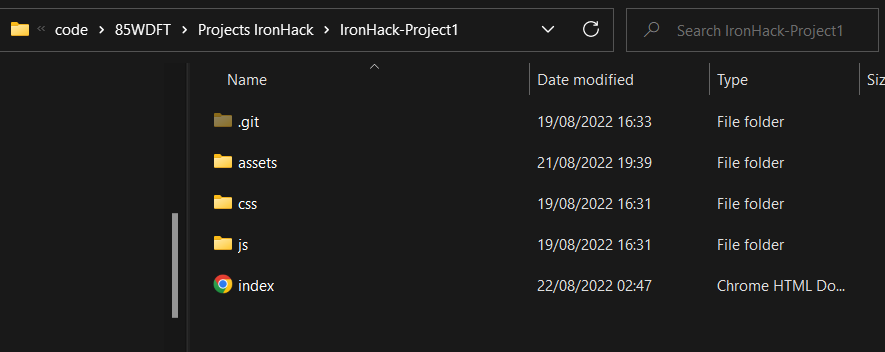 « code > 85WDFT > Projects IronHack > IronHack-Project1 Search IronHack-Project1
Name Date modified Type Siz
.git 19/08/2022 16:33 File folder
assets 21/08/2022 19:39 File folder
css 19/08/2022 16:31 File folder
js 19/08/2022 16:31 File folder
index 22/08/2022 02:47 Chrome HTML Do...